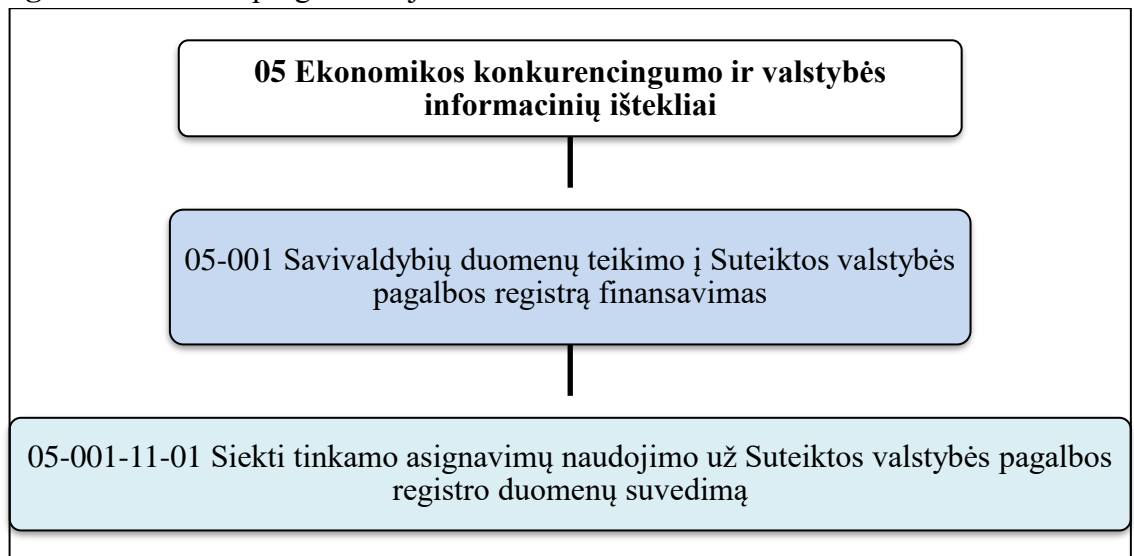 05 Ekonomikos konkurencingumo ir valstybės
informacinių ištekliai
05-001 Savivaldybių duomenų teikimo į Suteiktos valstybės
pagalbos registrą finansavimas
05-001-11-01 Siekti tinkamo asignavimų naudojimo už Suteiktos valstybės pagalbos
registro duomenų suvedimą